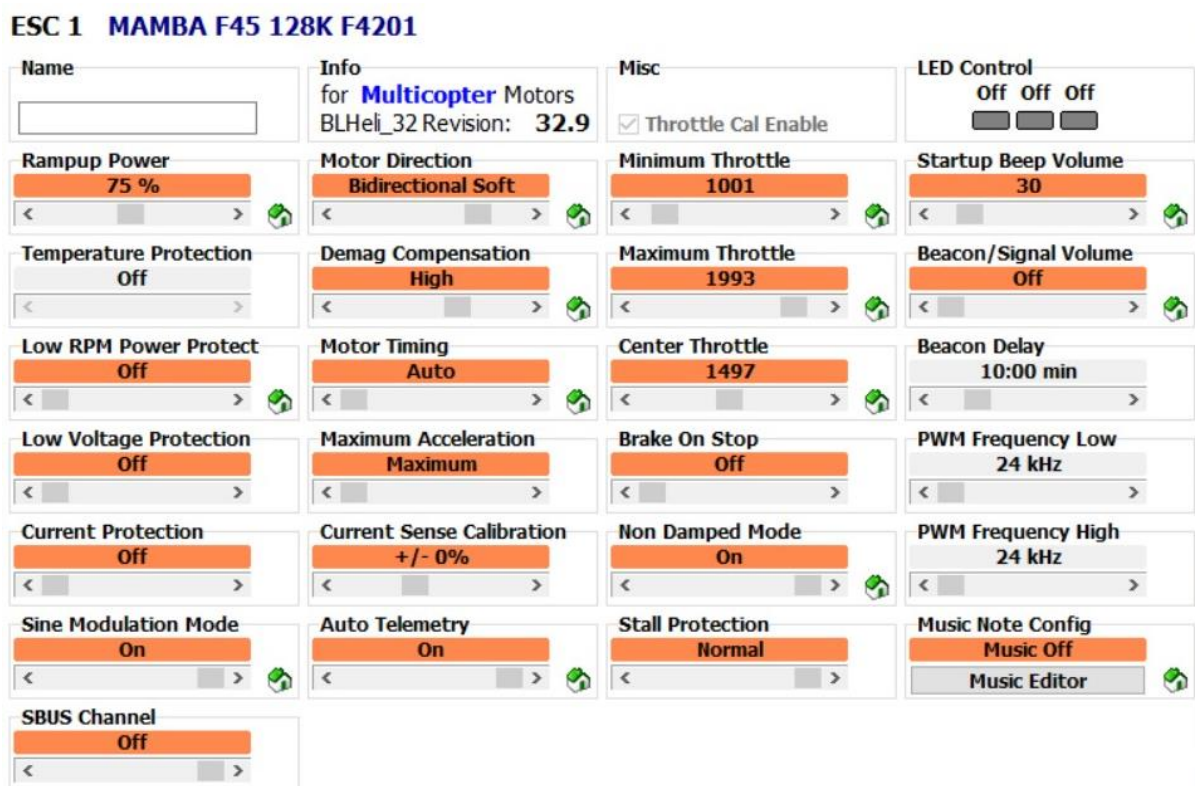 ESC 1 MAMBA F45 128K F4201
Name
Info
for Multicopter Motors
BLHeli_32 Revision: 32.9
Misc
Throttle Cal Enable
LED Control
Off Off Off
Rampup Power
75 %
Motor Direction
Bidirectional Soft
Minimum Throttle
1001
Startup Beep Volume
30
Temperature Protection
Off
Demag Compensation
High
Maximum Throttle
1993
Beacon/Signal Volume
Off
Low RPM Power Protect
Off
Motor Timing
Auto
Center Throttle
1497
Beacon Delay
10:00 min
Low Voltage Protection
Off
Maximum Acceleration
Maximum
Brake On Stop
Off
PWM Frequency Low
24 kHz
Current Protection
Off
Current Sense Calibration
+/- 0%
Non Damped Mode
On
PWM Frequency High
24 kHz
Sine Modulation Mode
On
Auto Telemetry
On
Stall Protection
Normal
Music Note Config
Music Off
Music Editor
SBUS Channel
Off